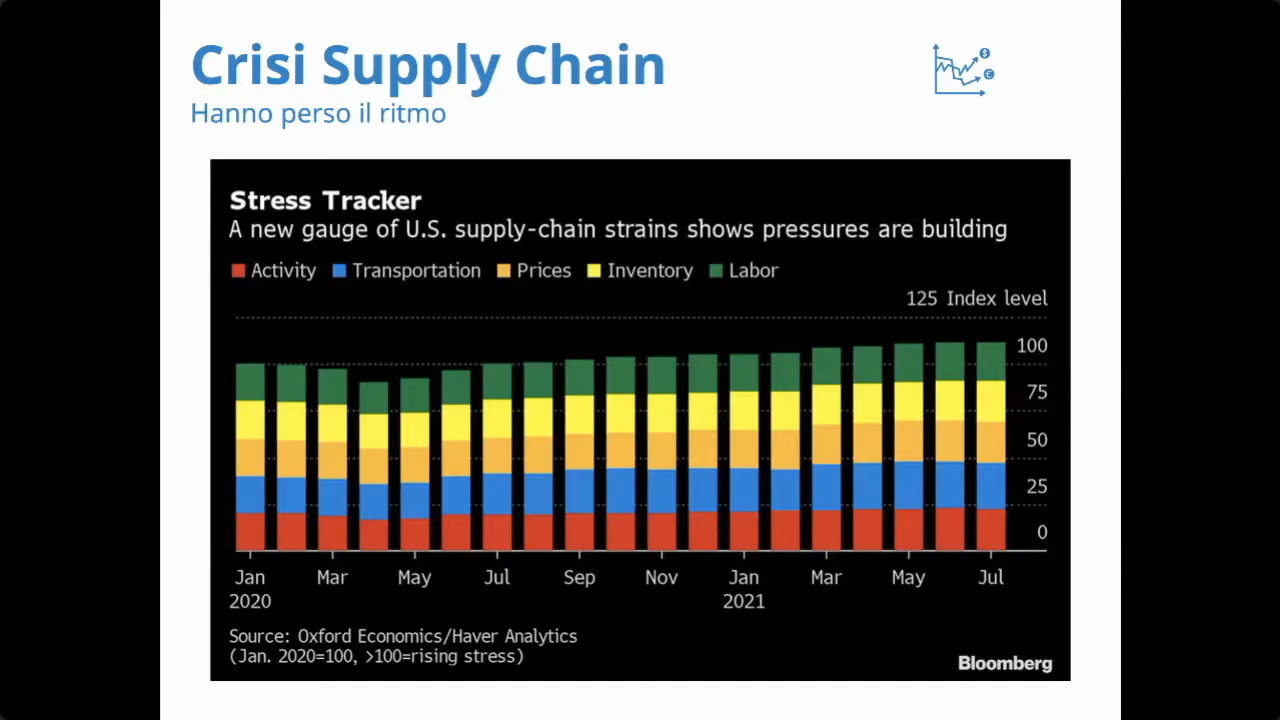 Crisi Supply Chain
Hanno perso il ritmo
$
€
Stress Tracker
A new gauge of U.S. supply-chain strains shows pressures are building
Activity Transportation Prices Inventory Labor
125 Index level
100
75
50
25
0
Jan Mar May Jul Sep Nov Jan Mar May Jul
2020 2021
Source: Oxford Economics/Haver Analytics
(Jan. 2020=100, >100=rising stress)
Bloomberg